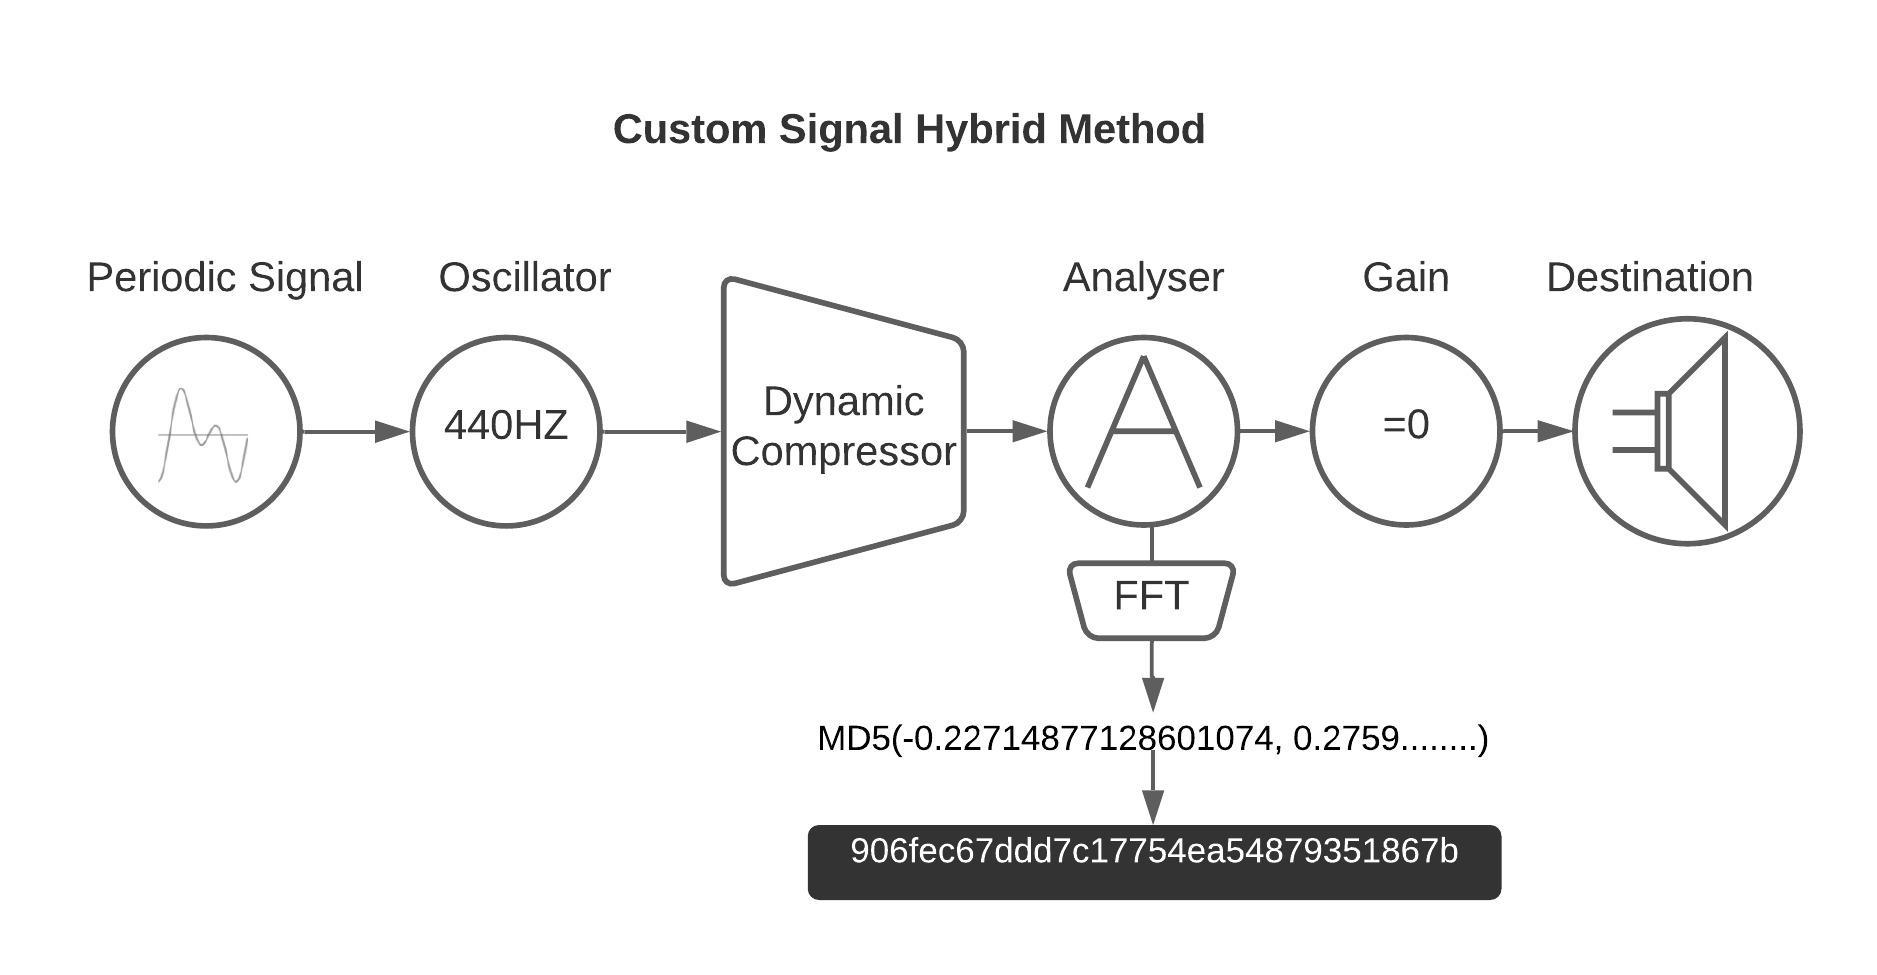 Custom Signal Hybrid Method
Periodic Signal
Oscillator
Analyser
Gain
Destination
440HZ
Dynamic
Compressor
A
=0
FFT
MD5(-0.22714877128601074, 0.2759........)
906fec67ddd7c17754ea54879351867b